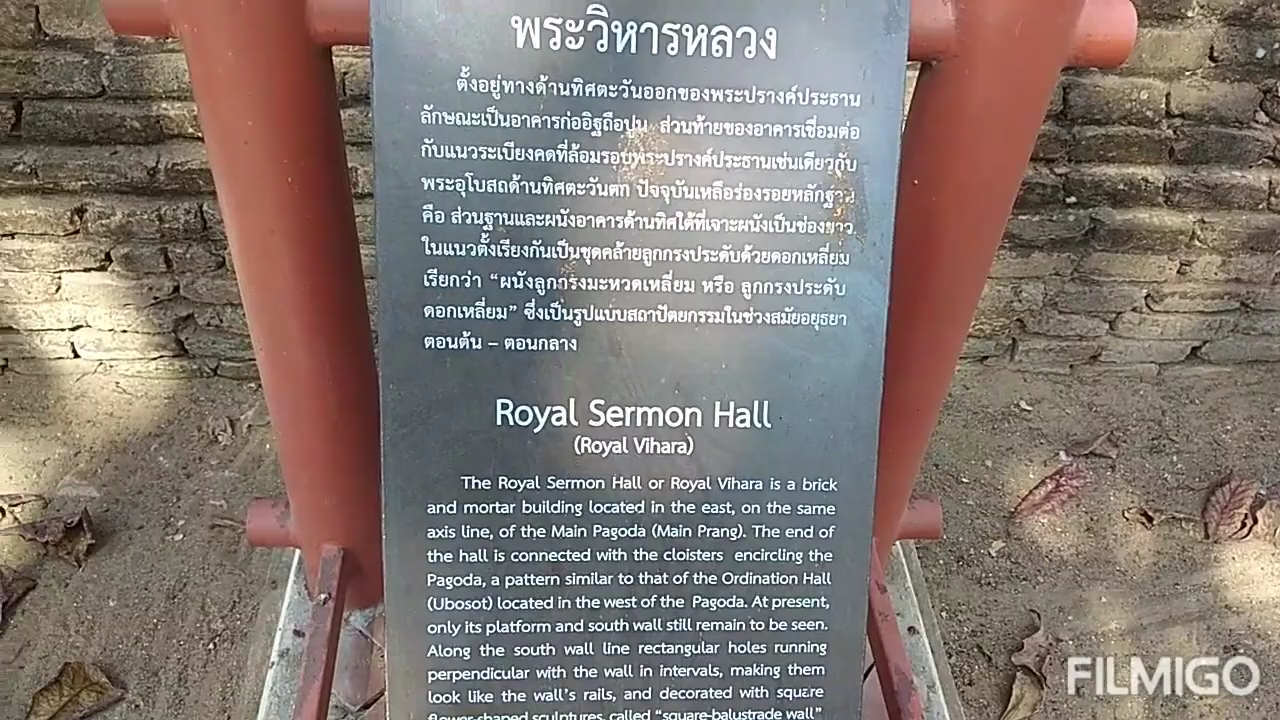 พระวิหารหลวง
ตั้งอยู่ทางด้านทิศตะวันออกของพระปรางค์ประธาน
ลักษณะเป็นอาคารก่ออิฐถือปูน ส่วนท้ายของอาคารเชื่อมต่อ
กับแนวระเบียงคดที่ล้อมรอบพระปรางค์ประธานเช่นเดียวกับ
พระอุโบสถด้านทิศตะวันตก ปัจจุบันเหลือร่องรอยหลักฐาน
คือ ส่วนฐานและผนังอาคารด้านทิศใต้ที่เจาะผนังเป็นช่องยาว
ในแนวตั้งเรียงกันเป็นชุดคล้ายลูกกรงประดับด้วยดอกเหลี่ยม
เรียกว่า “ผนังลูกกรงมะหวดเหลี่ยม หรือ ลูกกรงประดับ
ดอกเหลี่ยม” ซึ่งเป็นรูปแบบสถาปัตยกรรมในช่วงสมัยอยุธยา
ตอนต้น – ตอนกลาง
Royal Sermon Hall
(Royal Vihara)
The Royal Sermon Hall or Royal Vihara is a brick
and mortar building located in the east, on the same
axis line, of the Main Pagoda (Main Prang). The end of
the hall is connected with the cloisters encircling the
Pagoda, a pattern similar to that of the Ordination Hall
(Ubosot) located in the west of the Pagoda. At present,
only its platform and south wall still remain to be seen.
Along the south wall line rectangular holes running
perpendicular with the wall in intervals, making them
look like the wall's rails, and decorated with square
flower-shaped sculptures, called “square-balustrade wall”
FILMIGO